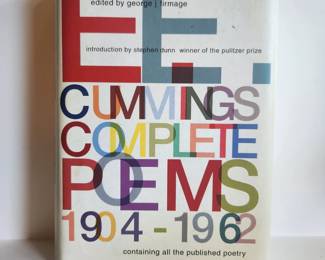 edited by george j firmage
EE.
introduction by stephen dunn winner of the pulitzer prize
CUMMINGS
COMPLETE
POEMS
1904-1962
containing all the published poetry